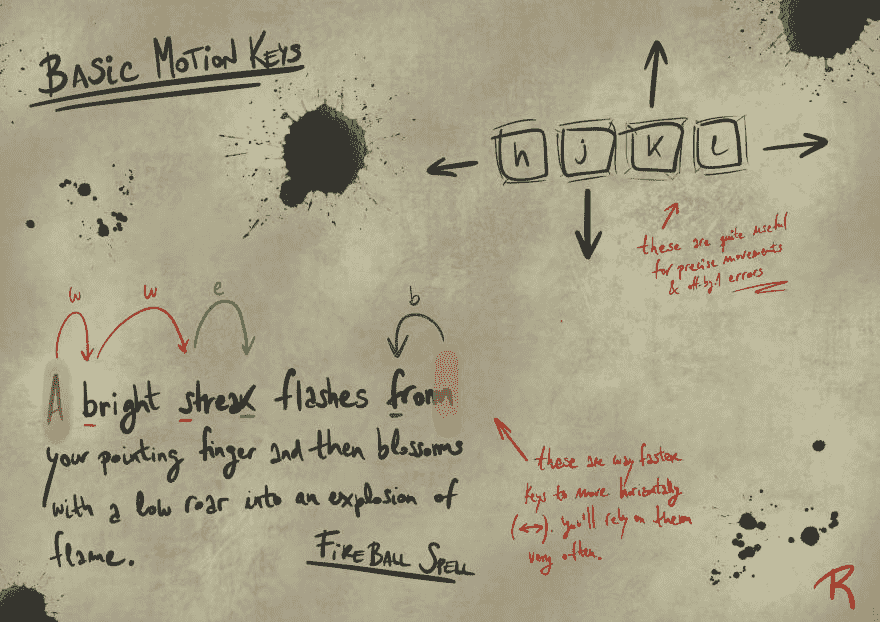 BASIC MOTION KEYS
h j K l
these are quite useful
for precise movements
& off-by-1 errors
w w e b
A bright streak flashes from
your pointing finger and then blossoms
with a low roar into an explosion of
flame.
FIREBALL SPELL
these are way faster
keys to move horizontally
(↔). You'll rely on them
very often.
R